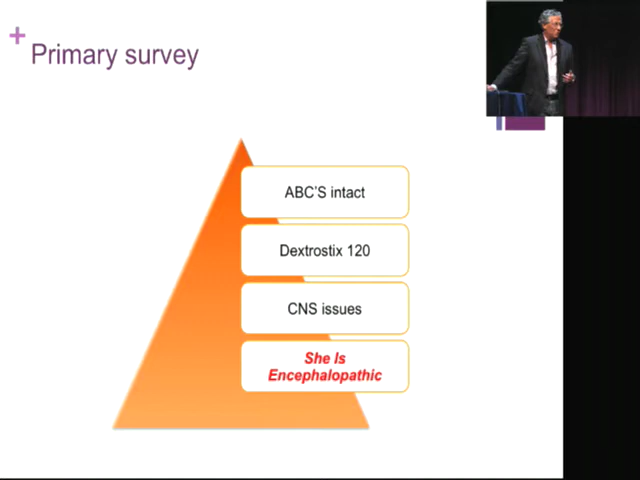 + Primary survey
ABC'S intact
Dextrostix 120
CNS issues
She Is
Encephalopathic